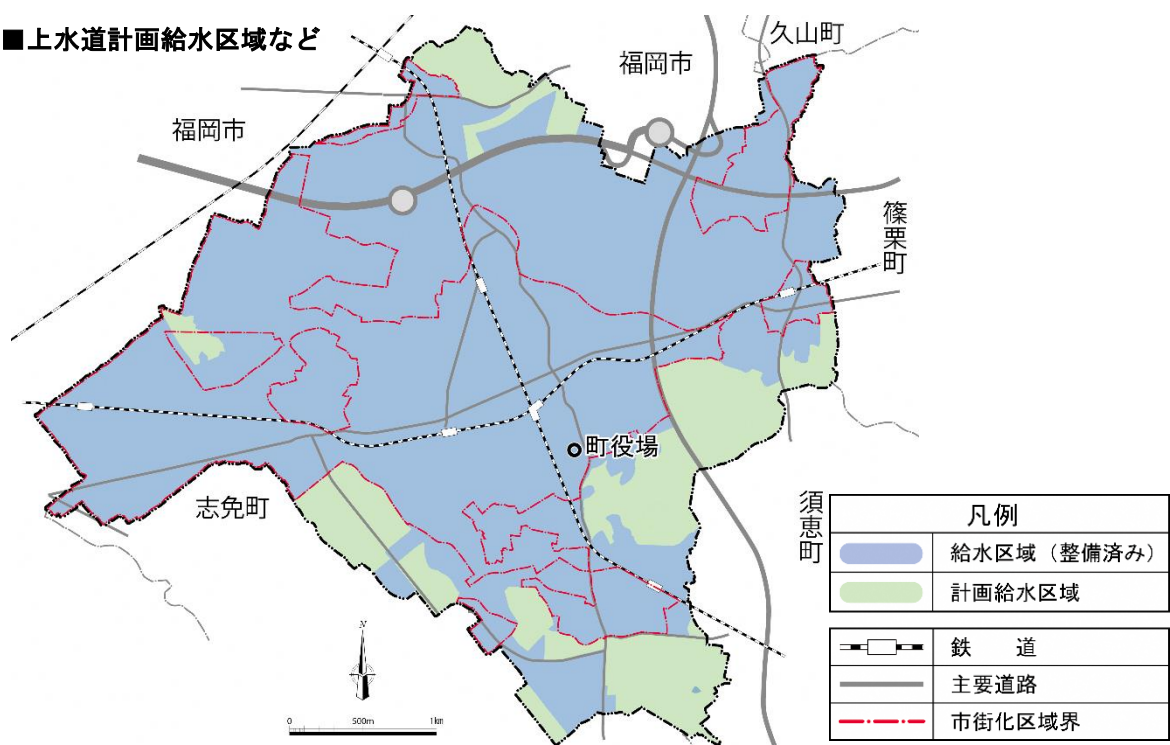 ■上水道計画給水区域など
久山町
福岡市
福岡市
篠栗町
町役場
志免町
須恵町
N
0 500m 1km
凡例
給水区域（整備済み）
計画給水区域
鉄　道
主要道路
市街化区域界